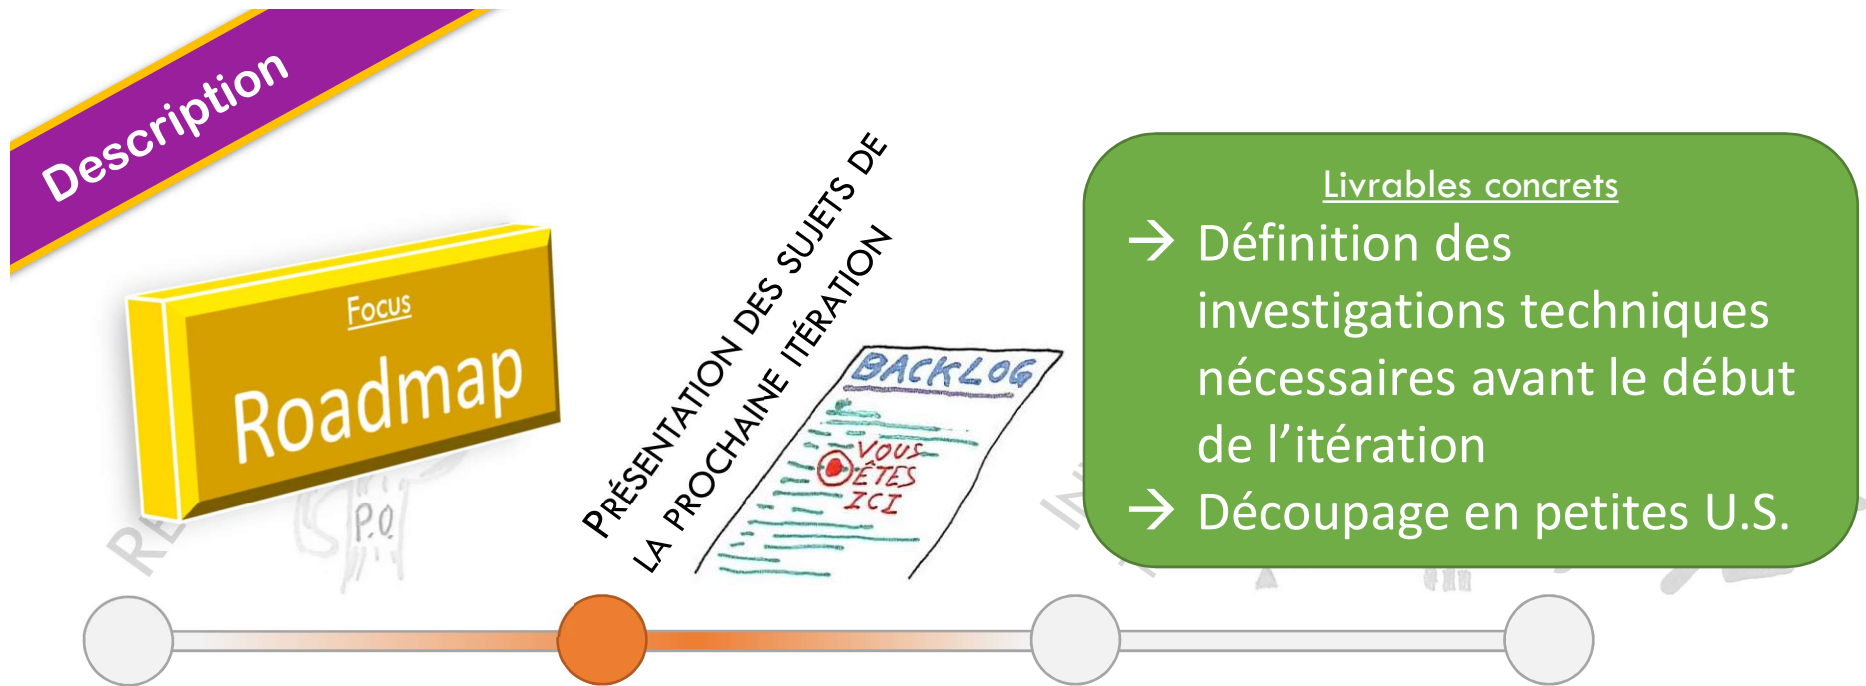 Description
Focus
Roadmap
P.O
PRÉSENTATION DES SUJETS DE
LA PROCHAINE ITÉRATION
BACKLOG
VOUS
ÊTES
ICI
Livrables concrets
→ Définition des
investigations techniques
nécessaires avant le début
de l’itération
→ Découpage en petites U.S.